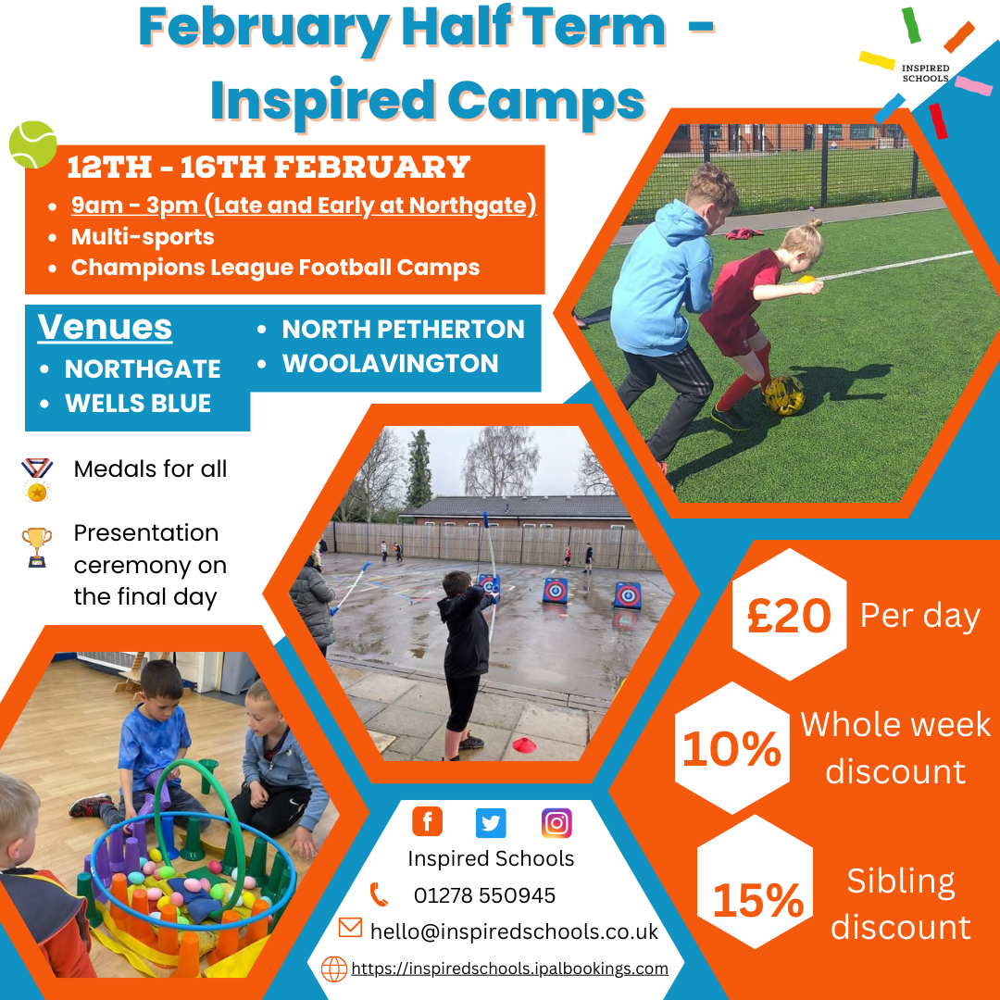 February Half Term -
Inspired Camps
INSPIRED
SCHOOLS
12TH - 16TH FEBRUARY
• 9am - 3pm (Late and Early at Northgate)
• Multi-sports
• Champions League Football Camps
Venues
• NORTHGATE
• WELLS BLUE
• NORTH PETHERTON
• WOOLAVINGTON
Medals for all
Presentation
ceremony on
the final day
£20 Per day
10% Whole week
discount
15% Sibling
discount
Inspired Schools
01278 550945
hello@inspiredschools.co.uk
https://inspiredschools.ipalbookings.com